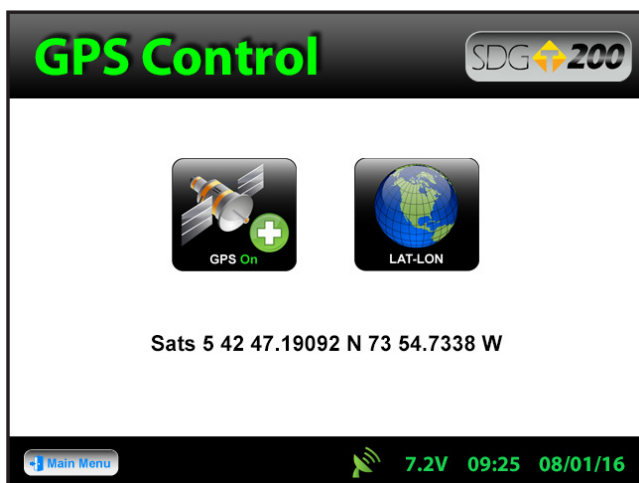 GPS Control
SDG T 200
GPS On
LAT-LON
Sats 5 42 47.19092 N 73 54.7338 W
Main Menu
7.2V 09:25 08/01/16